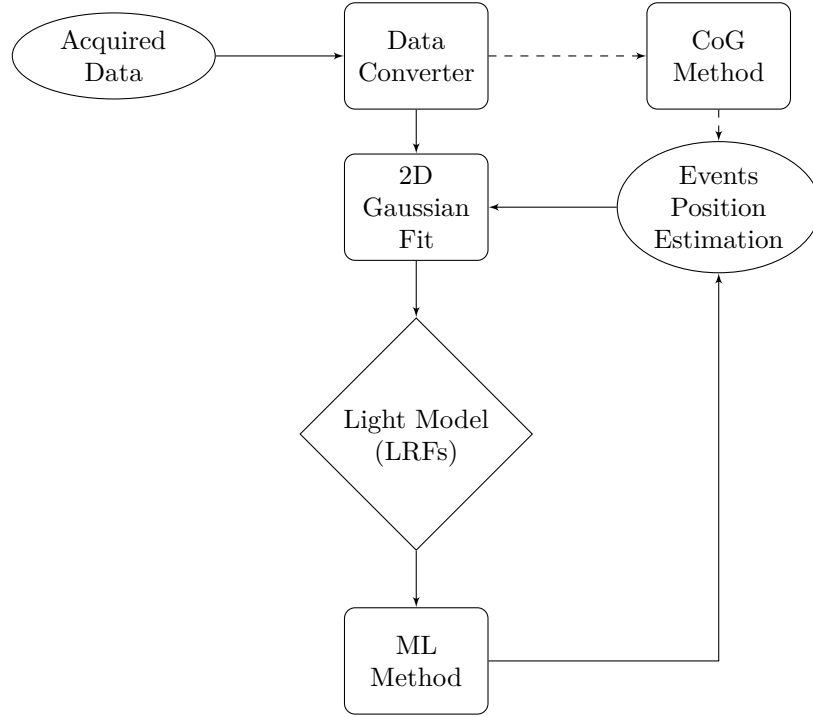 Acquired
Data
Data
Converter
CoG
Method
2D
Gaussian
Fit
Events
Position
Estimation
Light Model
(LRFs)
ML
Method